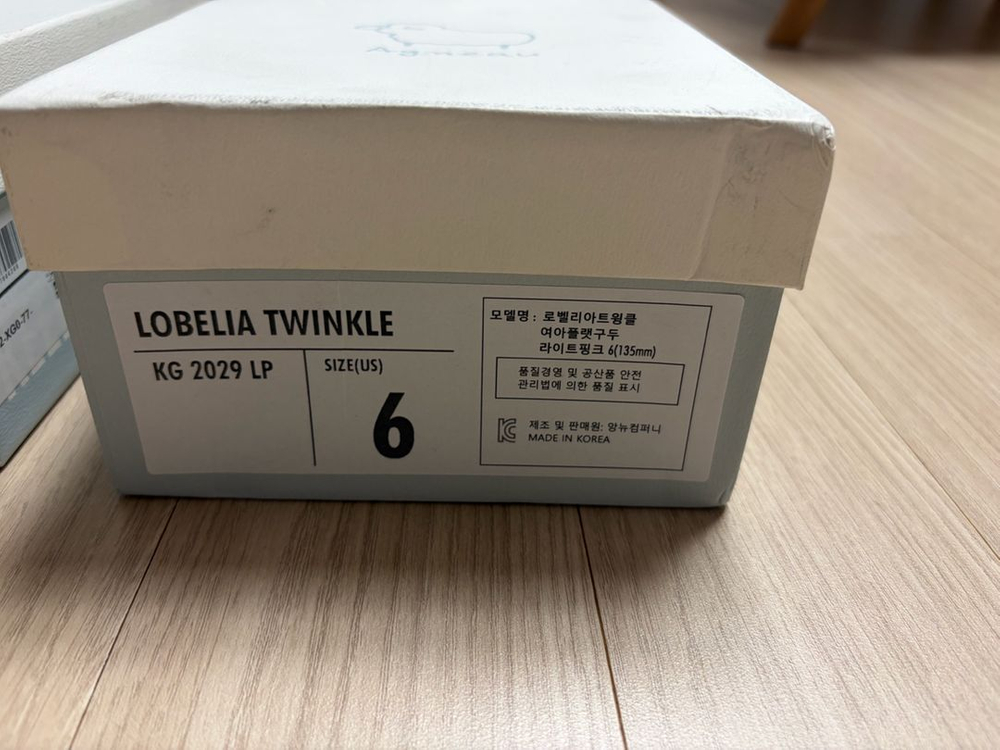 Agneau
LOBELIA TWINKLE
KG 2029 LP
SIZE(US)
6
모델명 : 로벨리아트윙클
여아플랫구두
라이트핑크 6(135mm)
품질경영 및 공산품 안전
관리법에 의한 품질 표시
제조 및 판매원: 앙뉴컴퍼니
MADE IN KOREA